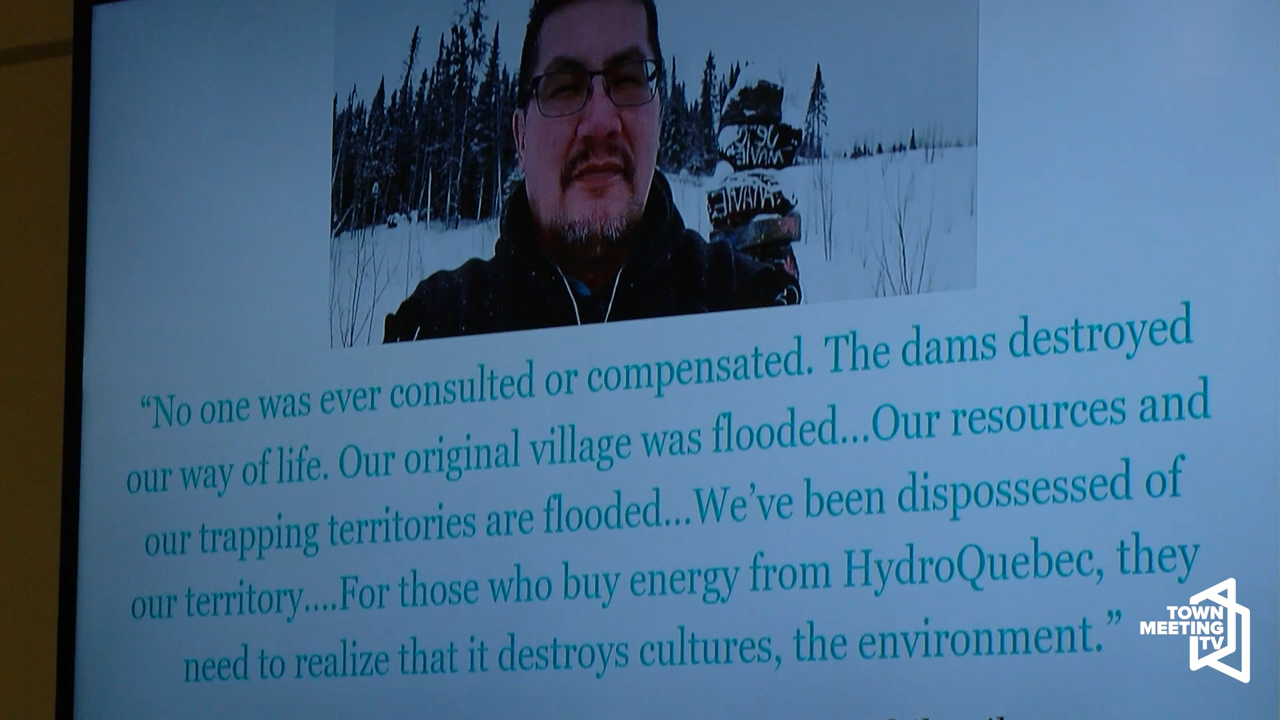 “No one was ever consulted or compensated. The dams destroyed
our way of life. Our original village was flooded...Our resources and
our trapping territories are flooded...We’ve been dispossessed of
our territory....For those who buy energy from HydroQuebec, they
need to realize that it destroys cultures, the environment.”
TOWN
MEETING
TV